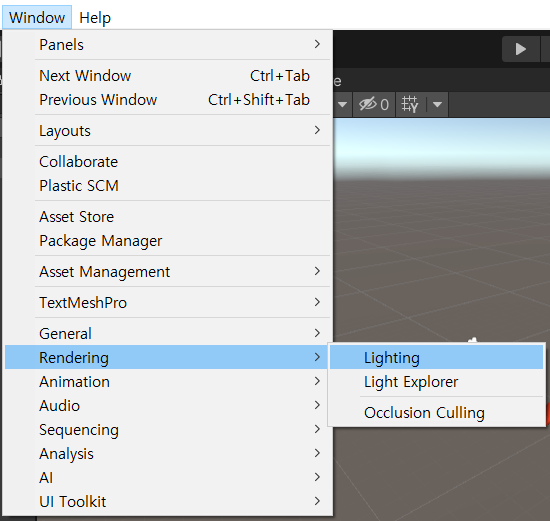 Window Help
Panels
Next Window Ctrl+Tab
Previous Window Ctrl+Shift+Tab
Layouts
Collaborate
Plastic SCM
Asset Store
Package Manager
Asset Management
TextMeshPro
General
Rendering
Lighting
Animation
Light Explorer
Audio
Occlusion Culling
Sequencing
Analysis
AI
UI Toolkit
0